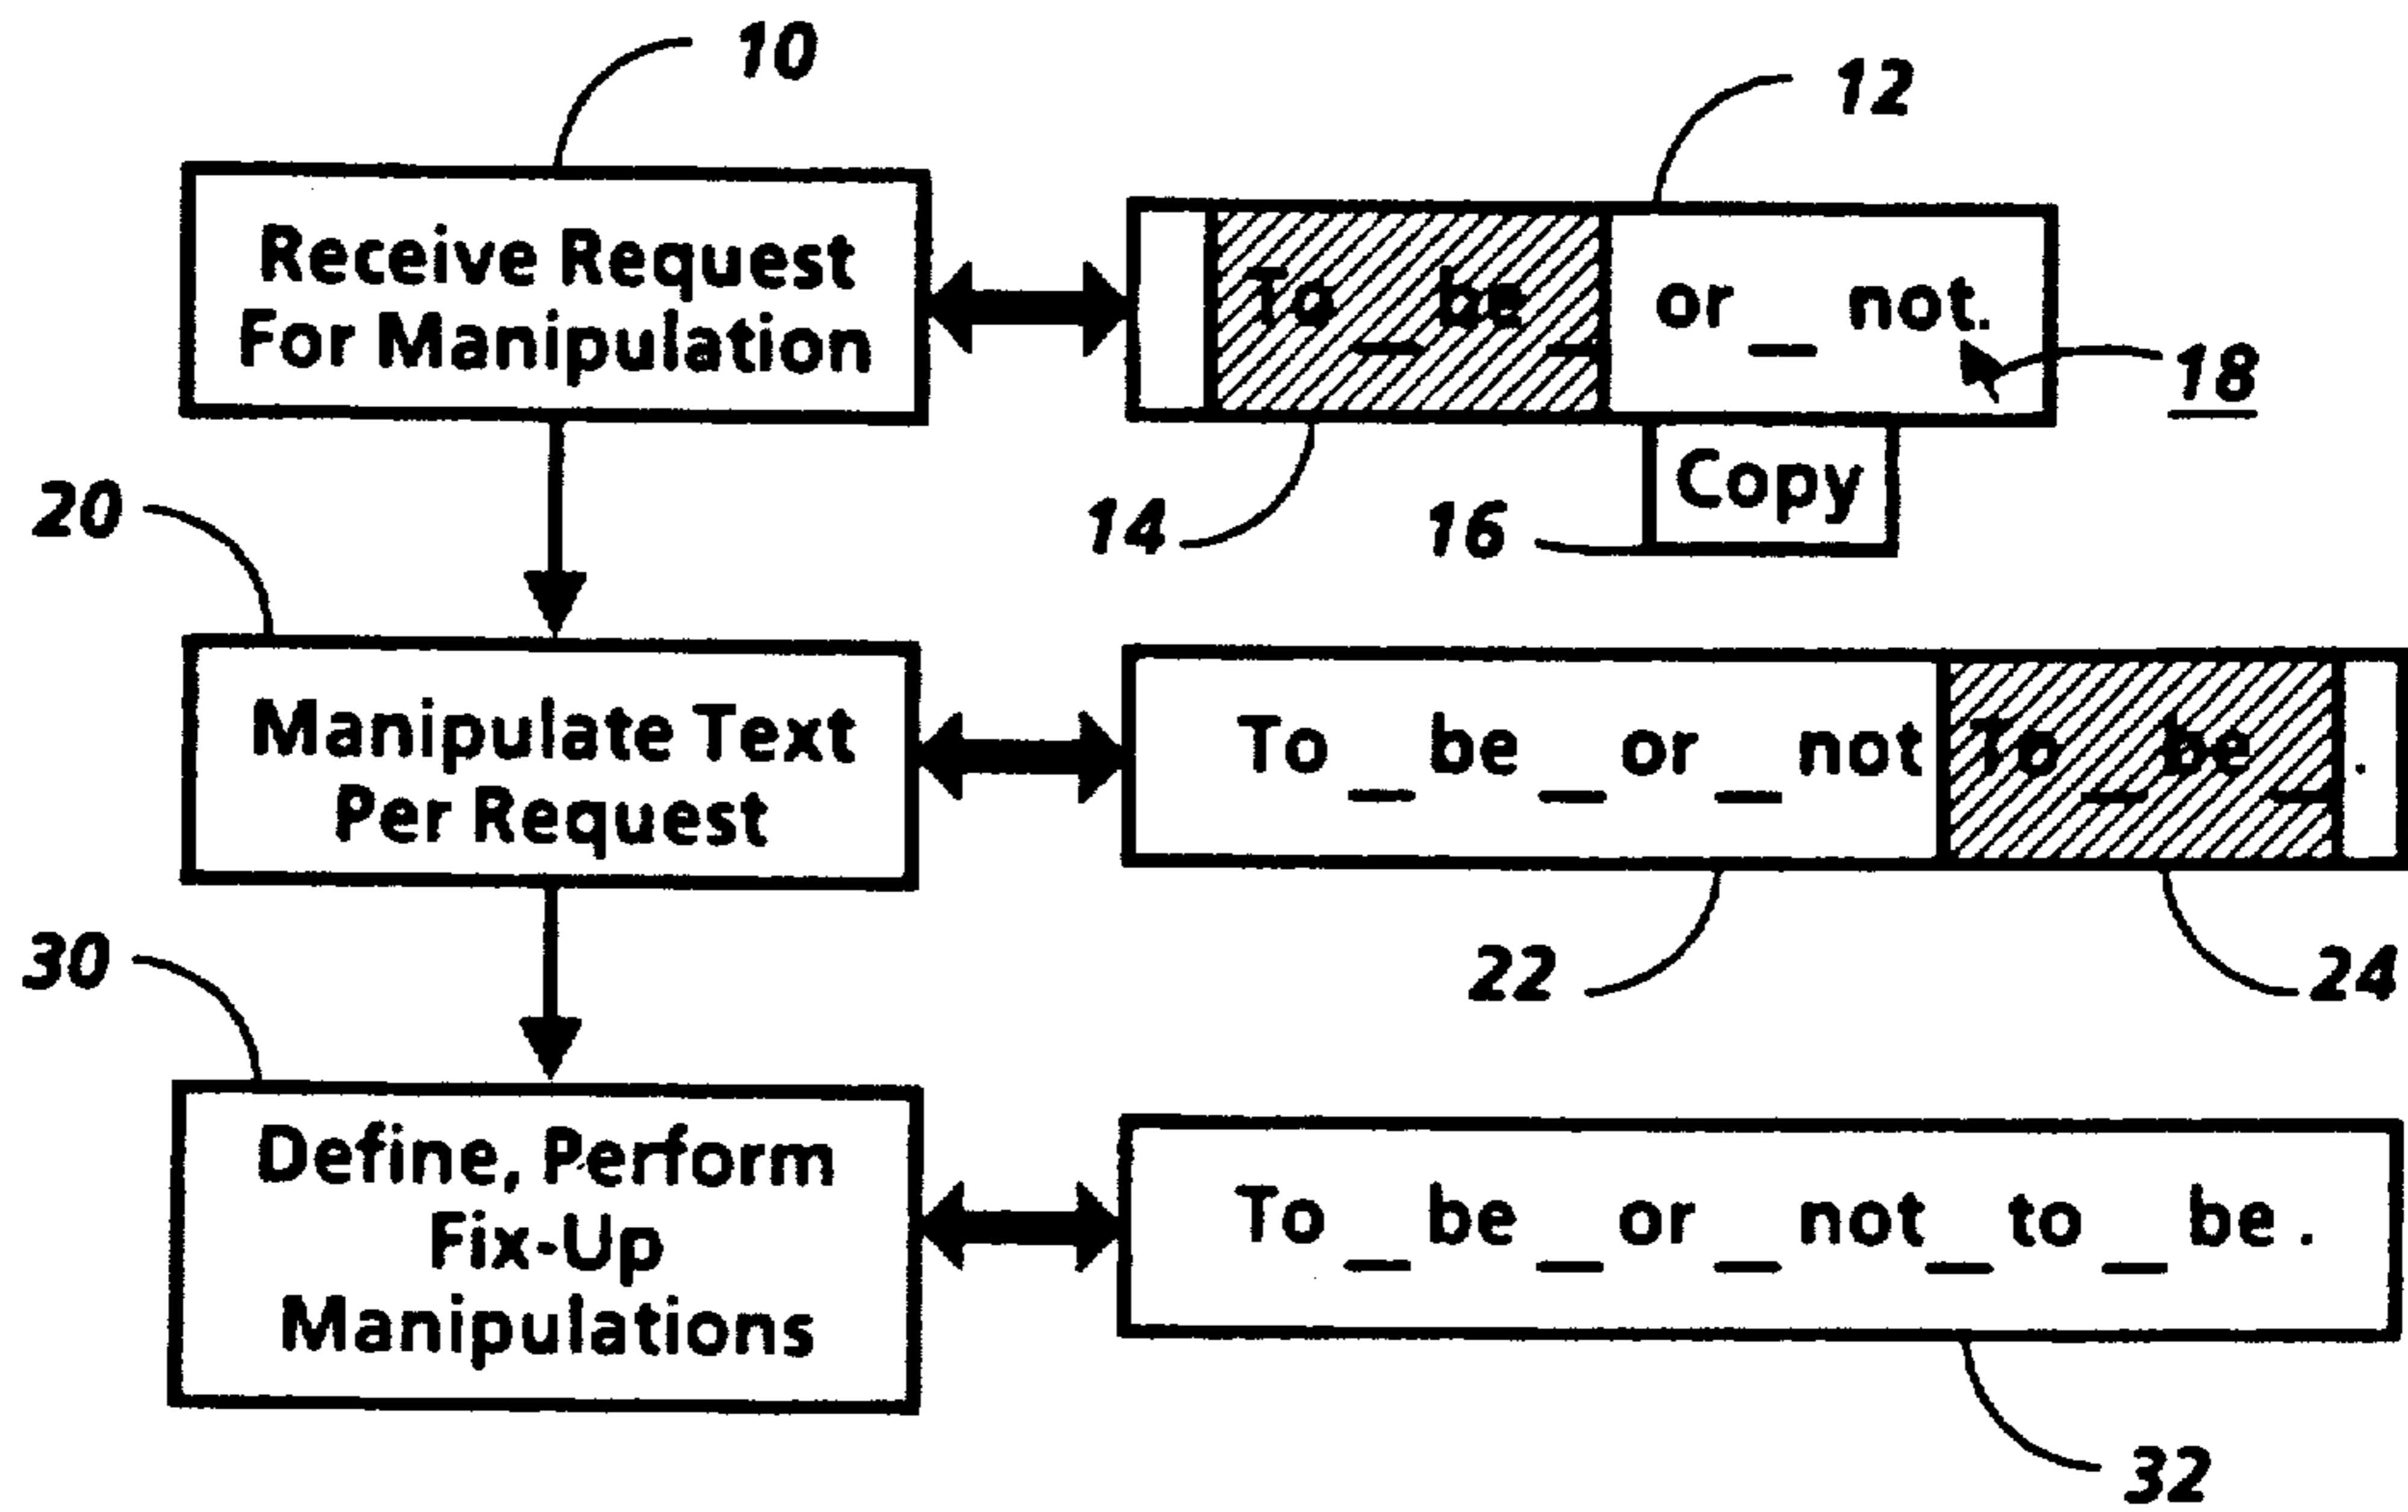 10
12
Receive Request
For Manipulation
To _ be _ or _ not.
18
Copy
14
16
20
Manipulate Text
Per Request
To _ be _ or _ not To _ be _ .
22
24
30
Define, Perform
Fix-Up
Manipulations
To _ be _ or _ not _ to _ be .
32